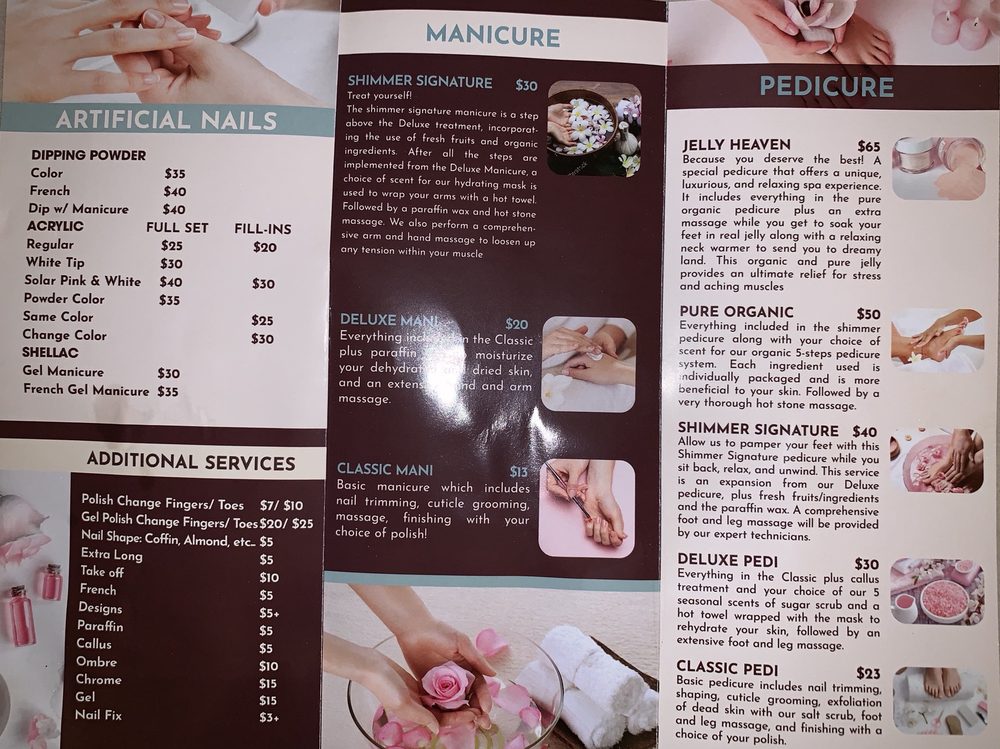 ARTIFICIAL NAILS
DIPPING POWDER
Color $35
French $40
Dip w/ Manicure $40
ACRYLIC FULL SET FILL-INS
Regular $25 $20
White Tip $30
Solar Pink & White $40 $30
Powder Color $35
Same Color $25
Change Color $30
SHELLAC
Gel Manicure $30
French Gel Manicure $35
ADDITIONAL SERVICES
Polish Change Fingers/ Toes $7/ $10
Gel Polish Change Fingers/ Toes $20/ $25
Nail Shape: Coffin, Almond, etc.. $5
Extra Long $5
Take off $10
French $5
Designs $5+
Paraffin $5
Callus $5
Ombre $10
Chrome $15
Gel $15
Nail Fix $3+
MANICURE
SHIMMER SIGNATURE $30
Treat yourself!
The shimmer signature manicure is a step
above the Deluxe treatment, incorporat-
ing the use of fresh fruits and organic
ingredients. After all the steps are
implemented from the Deluxe Manicure, a
choice of scent for our hydrating mask is
used to wrap your arms with a hot towel.
Followed by a paraffin wax and hot stone
massage. We also perform a comprehen-
sive arm and hand massage to loosen up
any tension within your muscle
DELUXE MANI $20
Everything in the Classic
plus paraffin moisturize
your dehydrated dried skin,
and an and arm
massage.
CLASSIC MANI $13
Basic manicure which includes
nail trimming, cuticle grooming,
massage, finishing with your
choice of polish!
PEDICURE
JELLY HEAVEN $65
Because you deserve the best! A
special pedicure that offers a unique,
luxurious, and relaxing spa experience.
It includes everything in the pure
organic pedicure plus an extra
massage while you get to soak your
feet in real jelly along with a relaxing
neck warmer to send you to dreamy
land. This organic and pure jelly
provides an ultimate relief for stress
and aching muscles
PURE ORGANIC $50
Everything included in the shimmer
pedicure along with your choice of
scent for our organic 5-steps pedicure
system. Each ingredient used is
individually packaged and is more
beneficial to your skin. Followed by a
very thorough hot stone massage.
SHIMMER SIGNATURE $40
Allow us to pamper your feet with this
Shimmer Signature pedicure while you
sit back, relax, and unwind. This service
is an expansion from our Deluxe
pedicure, plus fresh fruits/ingredients
and the paraffin wax. A comprehensive
foot and leg massage will be provided
by our expert technicians.
DELUXE PEDI $30
Everything in the Classic plus callus
treatment and your choice of our 5
seasonal scents of sugar scrub and a
hot towel wrapped with the mask to
rehydrate your skin, followed by an
extensive foot and leg massage.
CLASSIC PEDI $23
Basic pedicure includes nail trimming,
shaping, cuticle grooming, exfoliation
of dead skin with our salt scrub, foot
and leg massage, and finishing with a
choice of your polish.